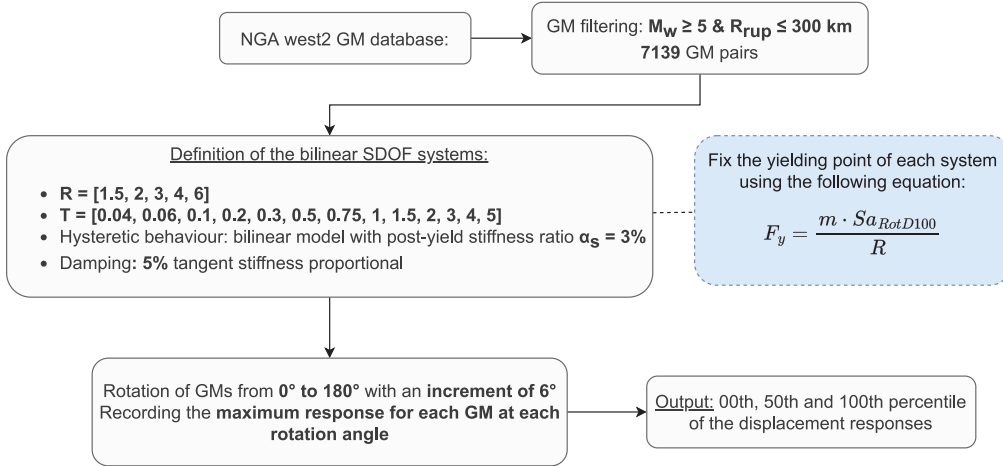 NGA west2 GM database:
GM filtering: M_w ≥ 5 & R_rup ≤ 300 km
7139 GM pairs
Definition of the bilinear SDOF systems:
• R = [1.5, 2, 3, 4, 6]
• T = [0.04, 0.06, 0.1, 0.2, 0.3, 0.5, 0.75, 1, 1.5, 2, 3, 4, 5]
• Hysteretic behaviour: bilinear model with post-yield stiffness ratio α_s = 3%
• Damping: 5% tangent stiffness proportional
Fix the yielding point of each system
using the following equation:
F_y = m · Sa_RotD100 / R
Rotation of GMs from 0° to 180° with an increment of 6°
Recording the maximum response for each GM at each
rotation angle
Output: 00th, 50th and 100th percentile
of the displacement responses